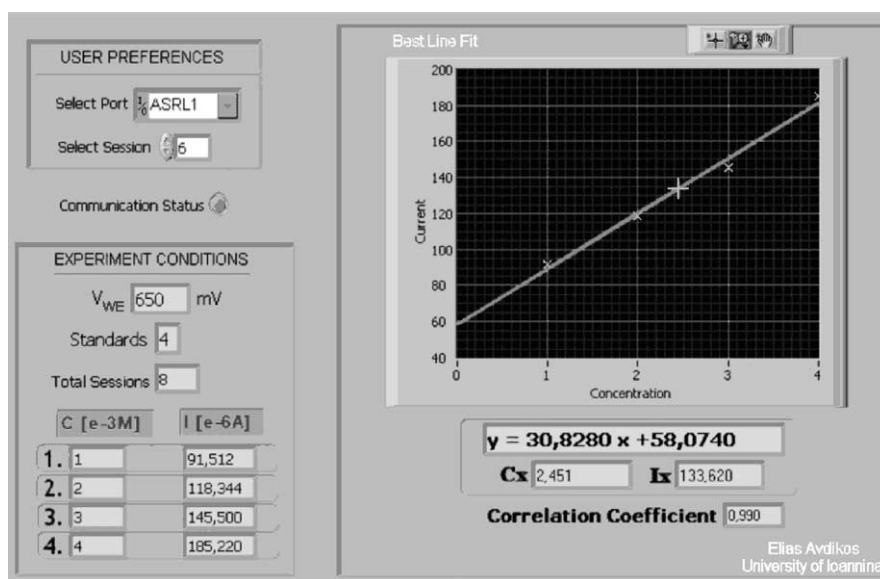 USER PREFERENCES
Select Port ASRL1
Select Session 6
Communication Status
EXPERIMENT CONDITIONS
VWE 650 mV
Standards 4
Total Sessions 8
C [e-3M] I [e-6A]
1. 1 91,512
2. 2 118,344
3. 3 145,500
4. 4 185,220
Best Line Fit
200
180
160
140
120
100
80
60
40
Current
0 1 2 3 4
Concentration
y = 30,8280 x +58,0740
Cx 2,451 Ix 133,620
Correlation Coefficient 0,990
Elias Avdikos
University of Ioannina